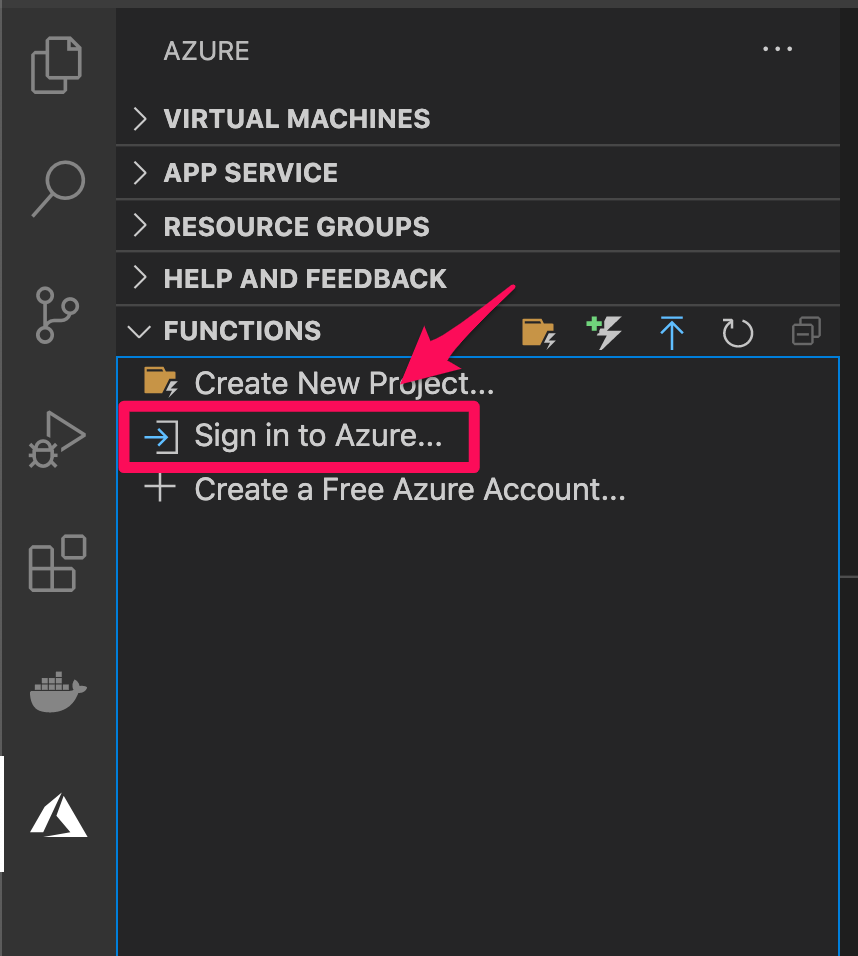 AZURE
VIRTUAL MACHINES
APP SERVICE
RESOURCE GROUPS
HELP AND FEEDBACK
FUNCTIONS
Create New Project...
Sign in to Azure...
Create a Free Azure Account...